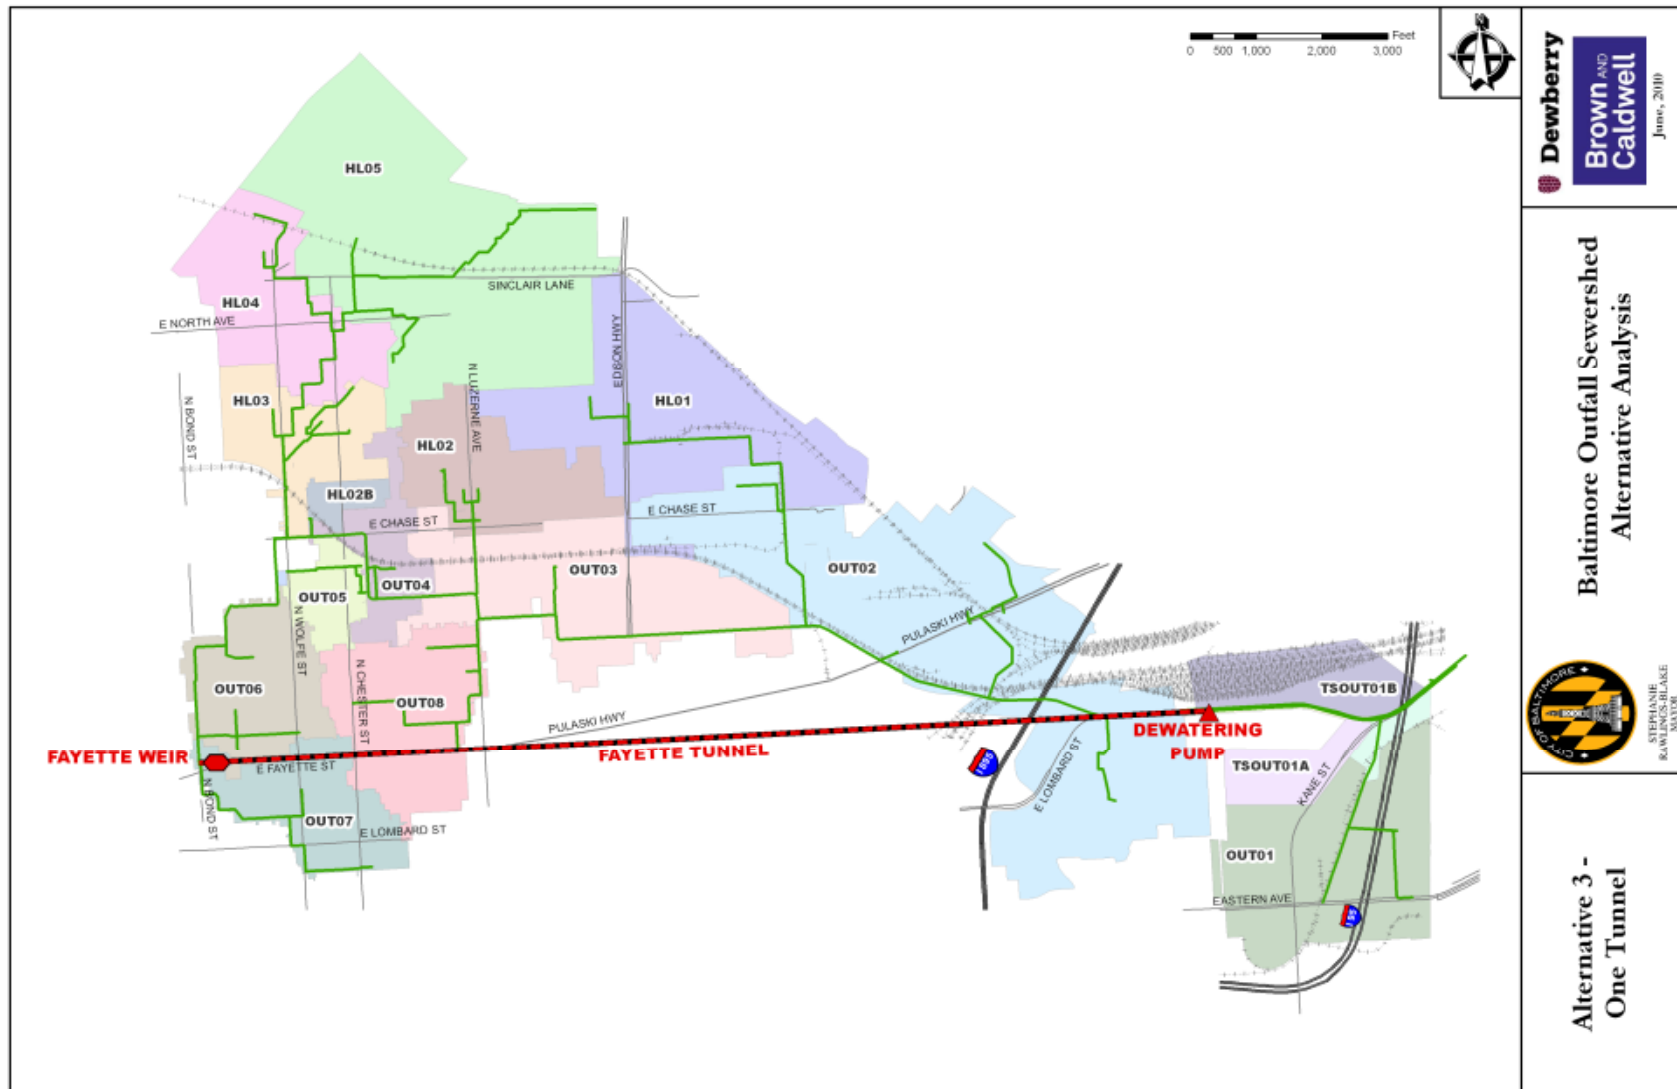 Feet
0 500 1,000 2,000 3,000
HL05
SINCLAIR LANE
HL04
E NORTH AVE
EDSON HWY
N LUZERNE AVE
N BOND ST
HL03
HL01
HL02
HL02B
E CHASE ST
E CHASE ST
OUT03
OUT02
OUT04
OUT05
N WOLFE ST
PULASKI HWY
N CHESTER ST
OUT06
OUT08
TSOUT01B
PULASKI HWY
DEWATERING
PUMP
FAYETTE WEIR
FAYETTE TUNNEL
E FAYETTE ST
I 895
TSOUT01A
N BOND ST
E LOMBARD ST
KANE ST
OUT07
E LOMBARD ST
OUT01
EASTERN AVE
I 95
Dewberry
Brown AND
Caldwell
June, 2010
Baltimore Outfall Sewershed
Alternative Analysis
CITY OF BALTIMORE
STEPHANIE
RAWLINGS-BLAKE
MAYOR
Alternative 3 -
One Tunnel